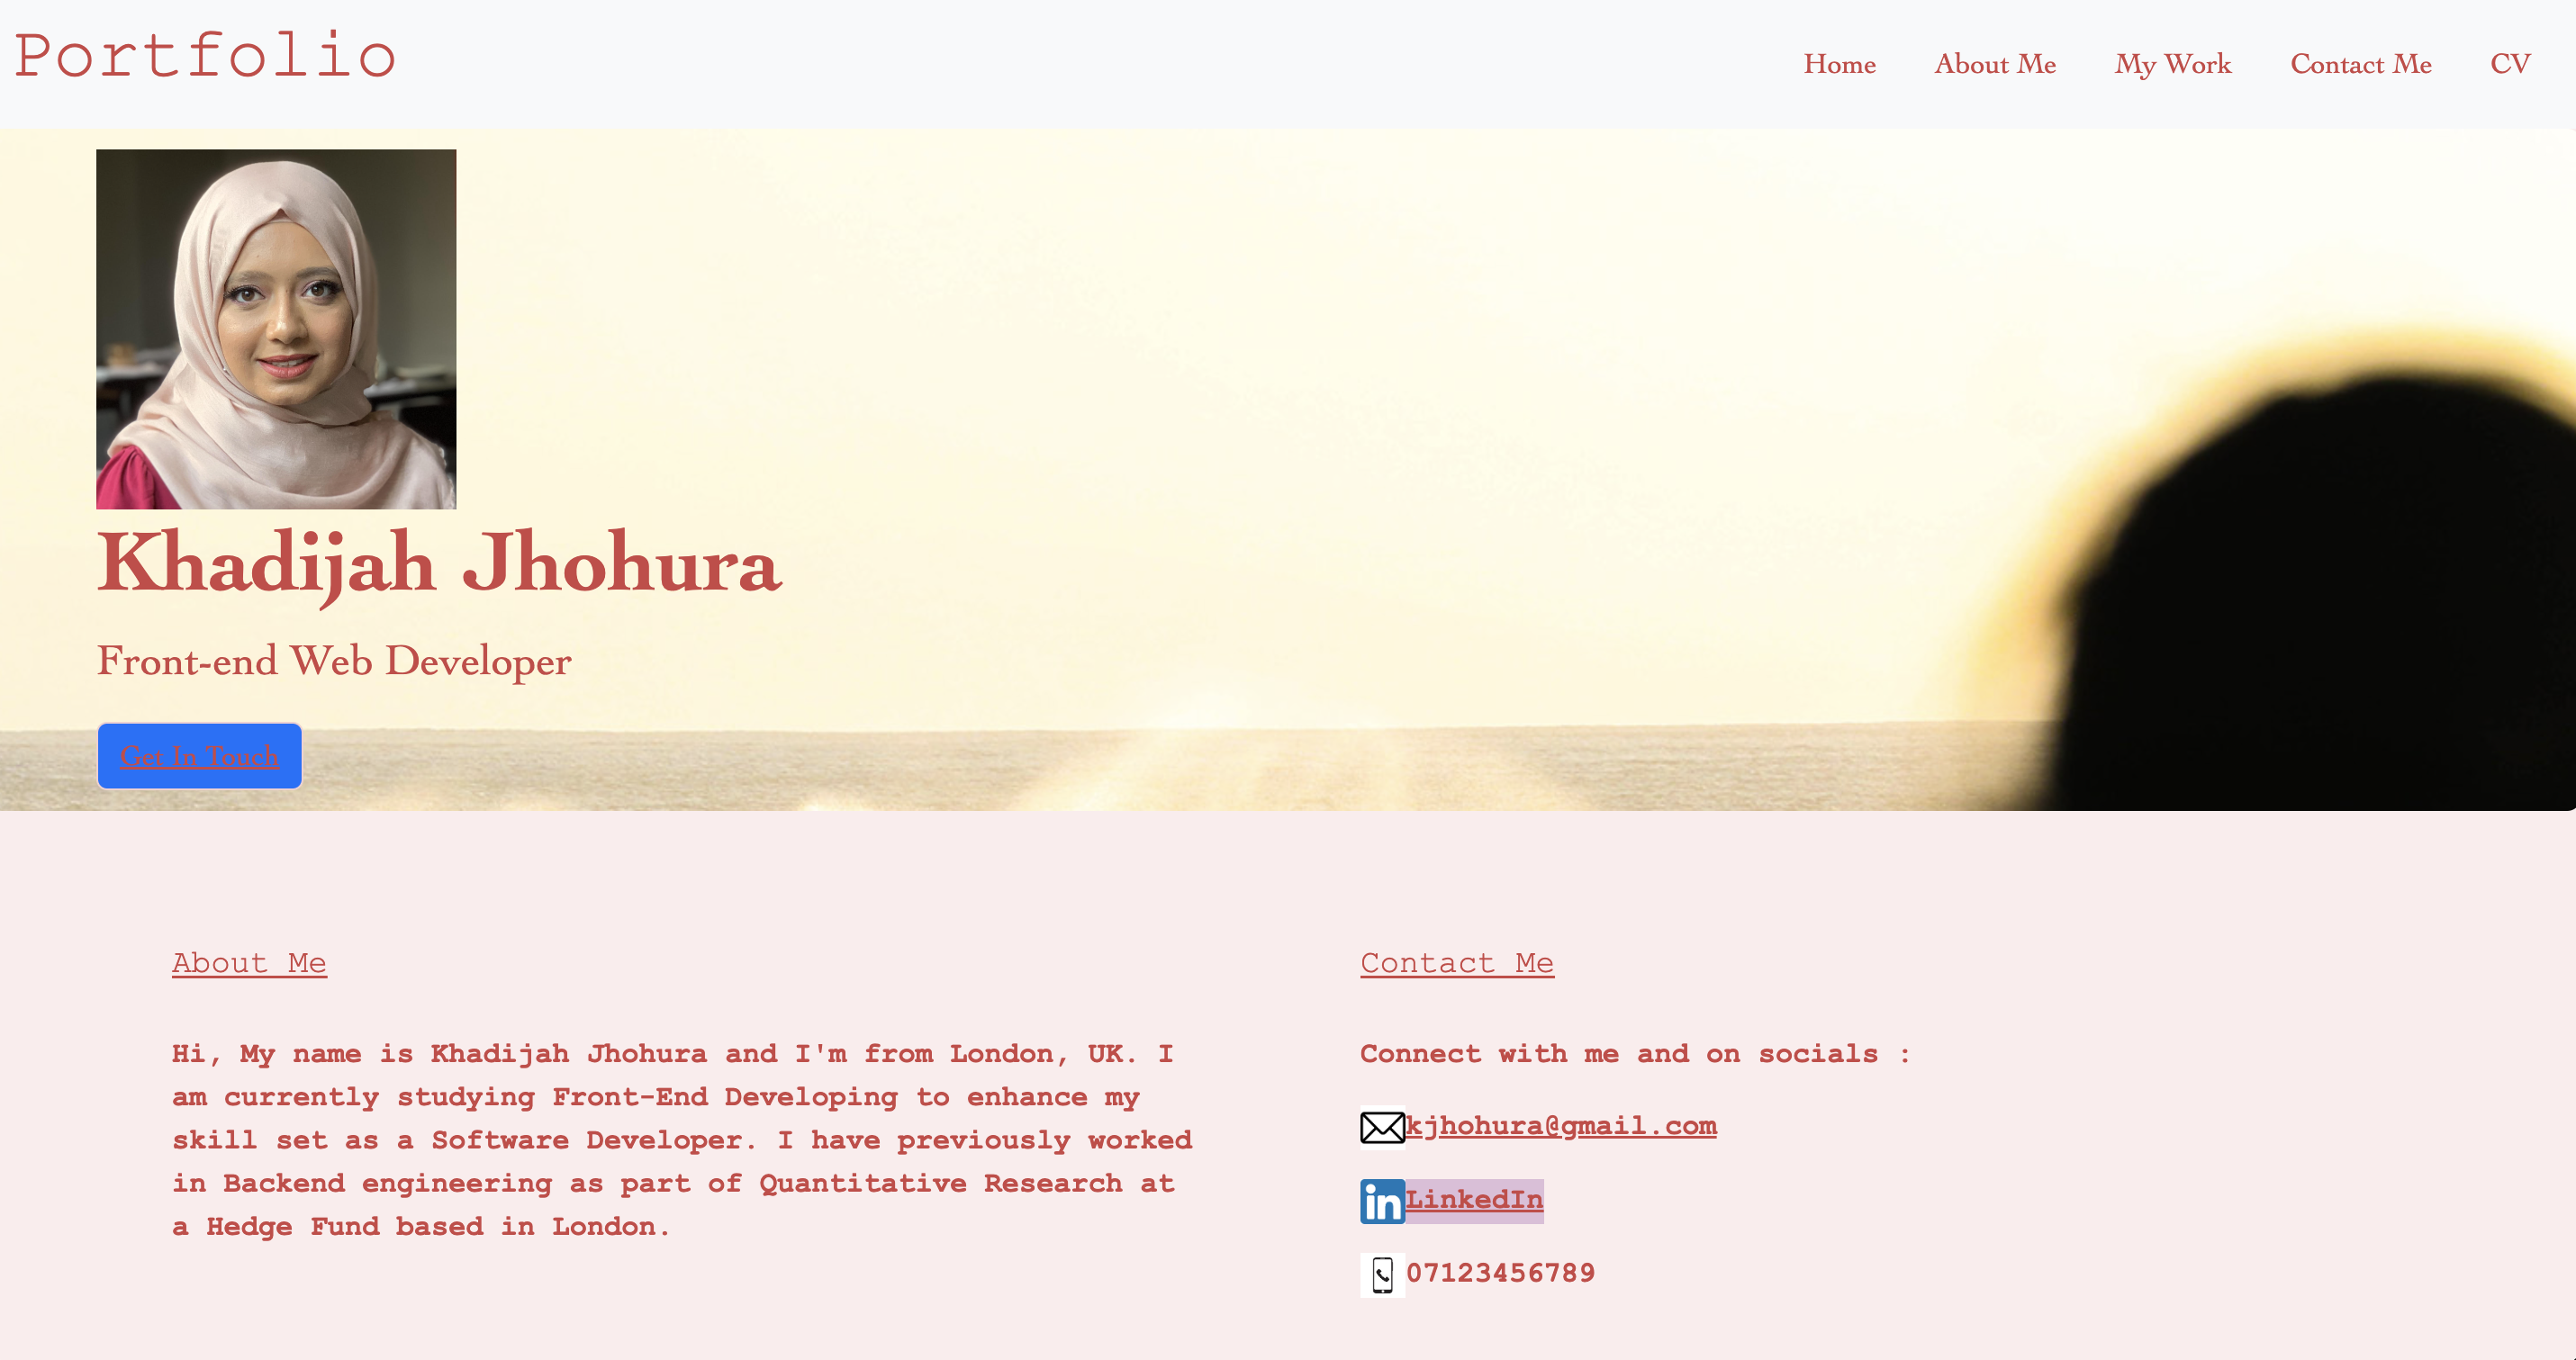 Portfolio
Home About Me My Work Contact Me CV
Khadijah Jhohura
Front-end Web Developer
Get In Touch
About Me
Hi, My name is Khadijah Jhohura and I'm from London, UK. I
am currently studying Front-End Developing to enhance my
skill set as a Software Developer. I have previously worked
in Backend engineering as part of Quantitative Research at
a Hedge Fund based in London.
Contact Me
Connect with me and on socials :
kjhohura@gmail.com
in LinkedIn
07123456789